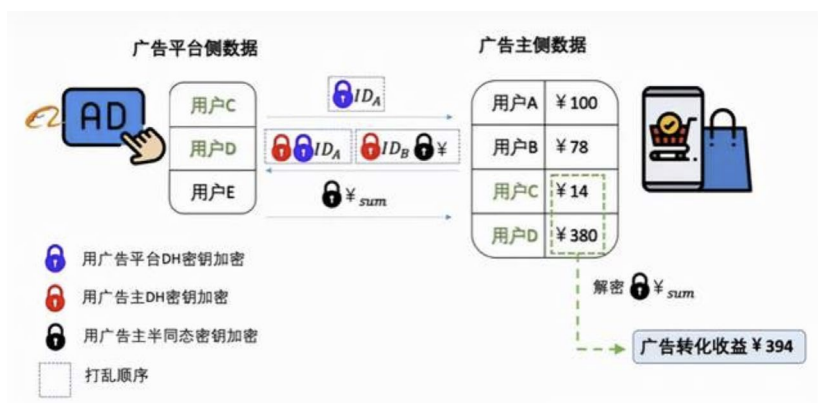 广告平台侧数据
广告主侧数据
AD
用户C
用户D
用户E
ID_A
ID_A ID_B ¥
¥sum
用户A ¥100
用户B ¥78
用户C ¥14
用户D ¥380
用广告平台DH密钥加密
用广告主DH密钥加密
用广告主半同态密钥加密
打乱顺序
解密 ¥sum
广告转化收益¥394